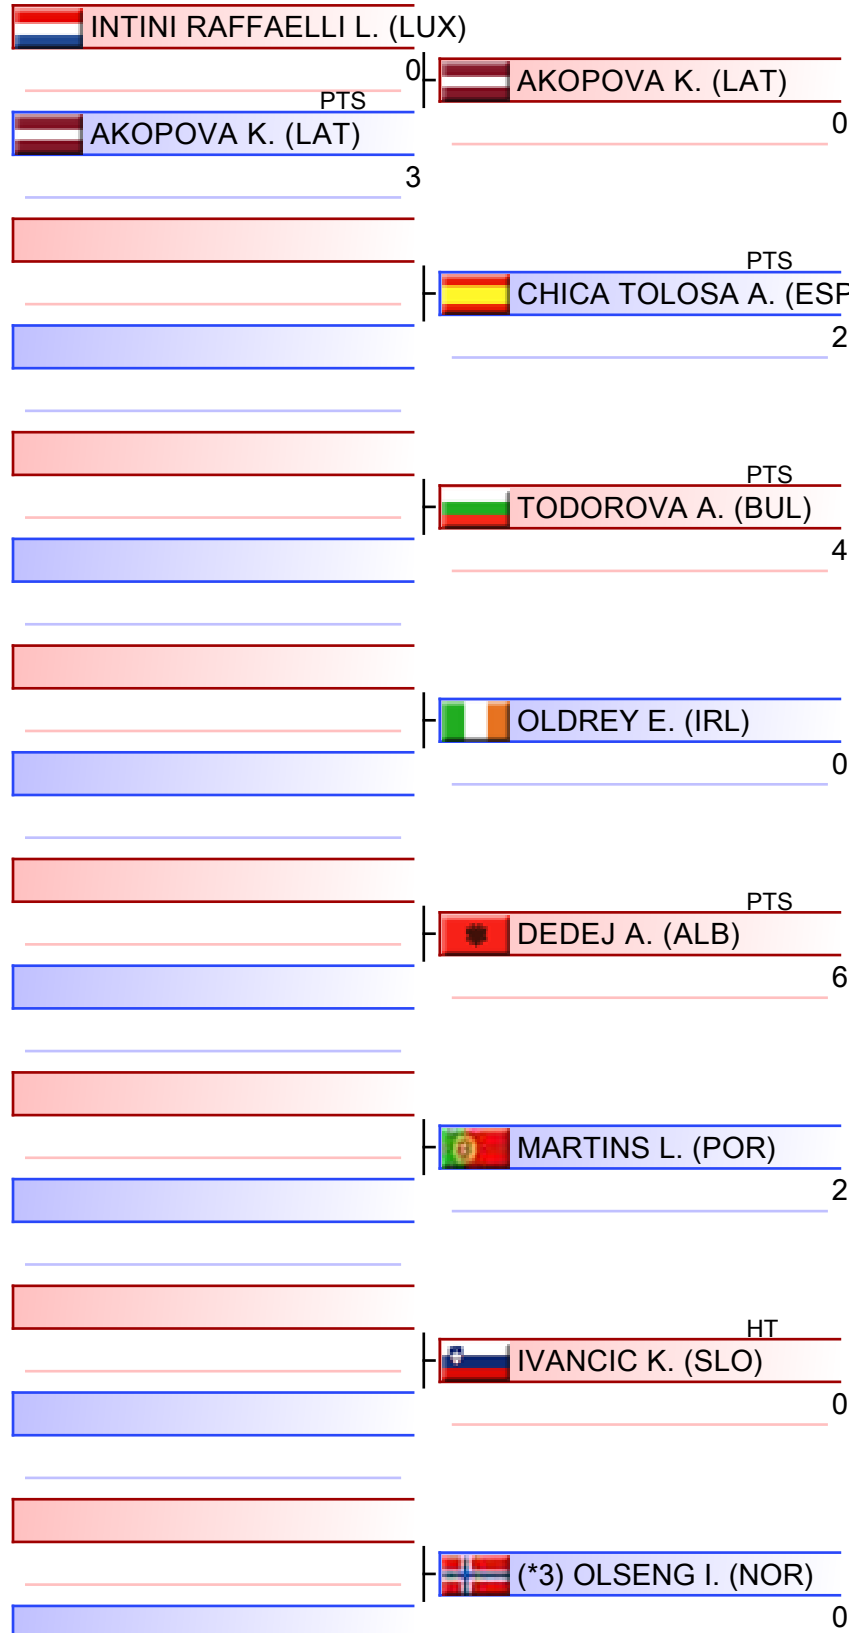 INTINI RAFFAELLI L. (LUX)
0
AKOPOVA K. (LAT)
0
PTS
AKOPOVA K. (LAT)
3
PTS
CHICA TOLOSA A. (ESP
2
PTS
TODOROVA A. (BUL)
4
OLDREY E. (IRL)
0
PTS
DEDEJ A. (ALB)
6
MARTINS L. (POR)
2
HT
IVANCIC K. (SLO)
0
(*3) OLSENG I. (NOR)
0